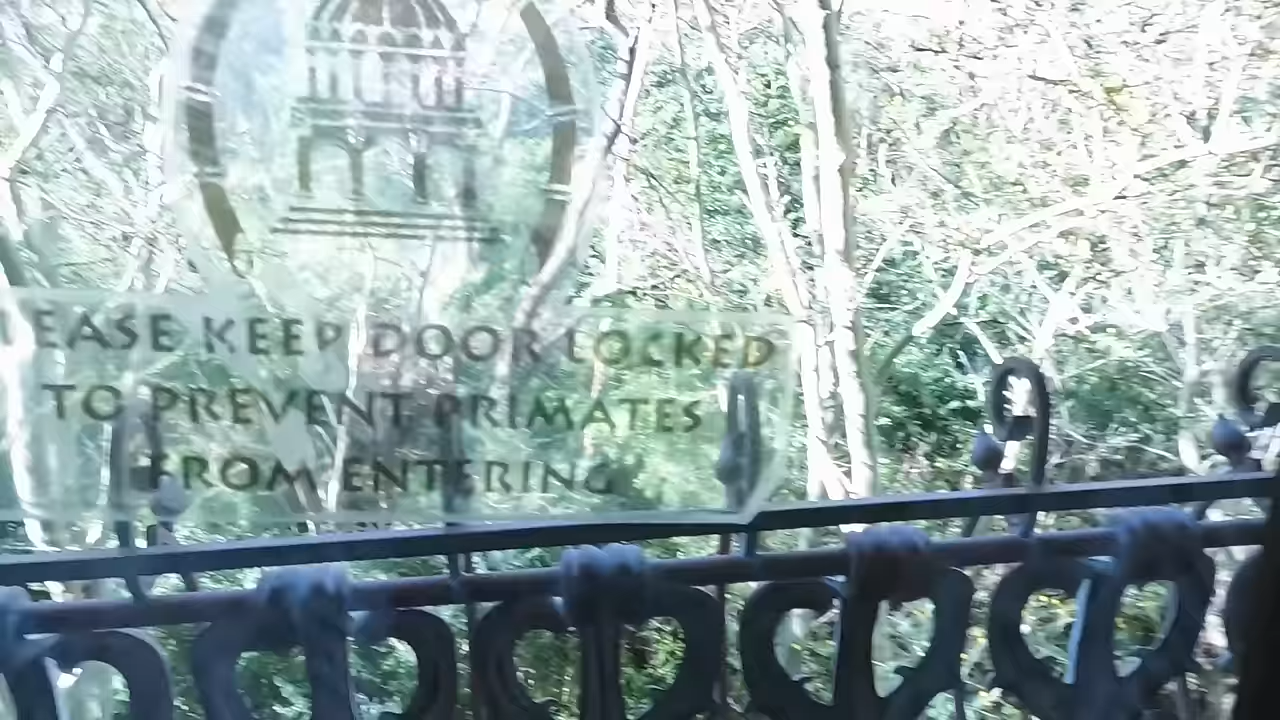 EASE KEEP DOOR LOCKED
TO PREVENT PRIMATES
FROM ENTERING